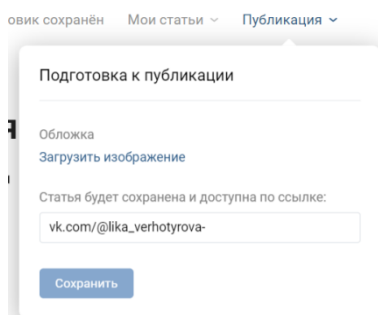 овик сохранён Мои статьи Публикация
Подготовка к публикации
я
Обложка
Загрузить изображение
Статья будет сохранена и доступна по ссылке:
vk.com/@lika_verhotyrova-
Сохранить